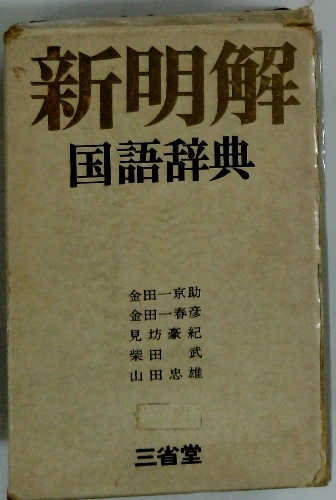 新明解
国語辞典
金田一京助
金田一春彦
見坊豪紀
柴田 武
山田忠雄
三省堂